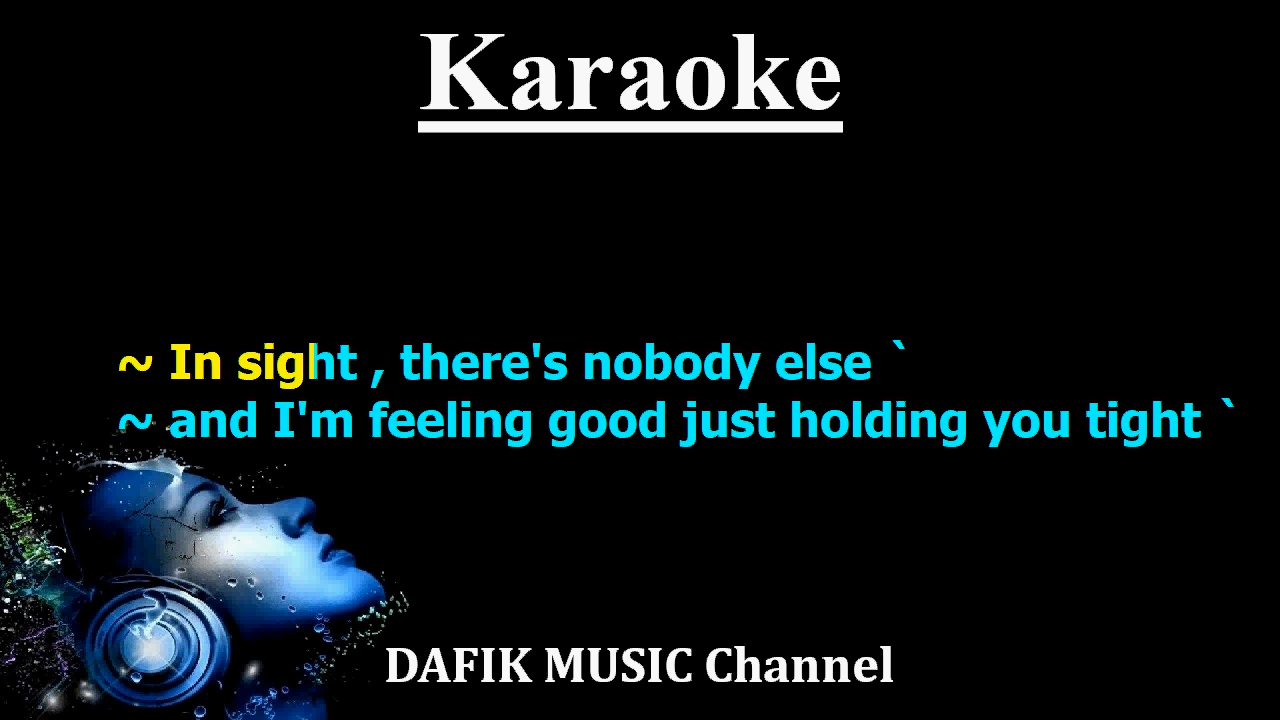 Karaoke
~ In sight , there's nobody else `
~ and I'm feeling good just holding you tight `
DAFIK MUSIC Channel